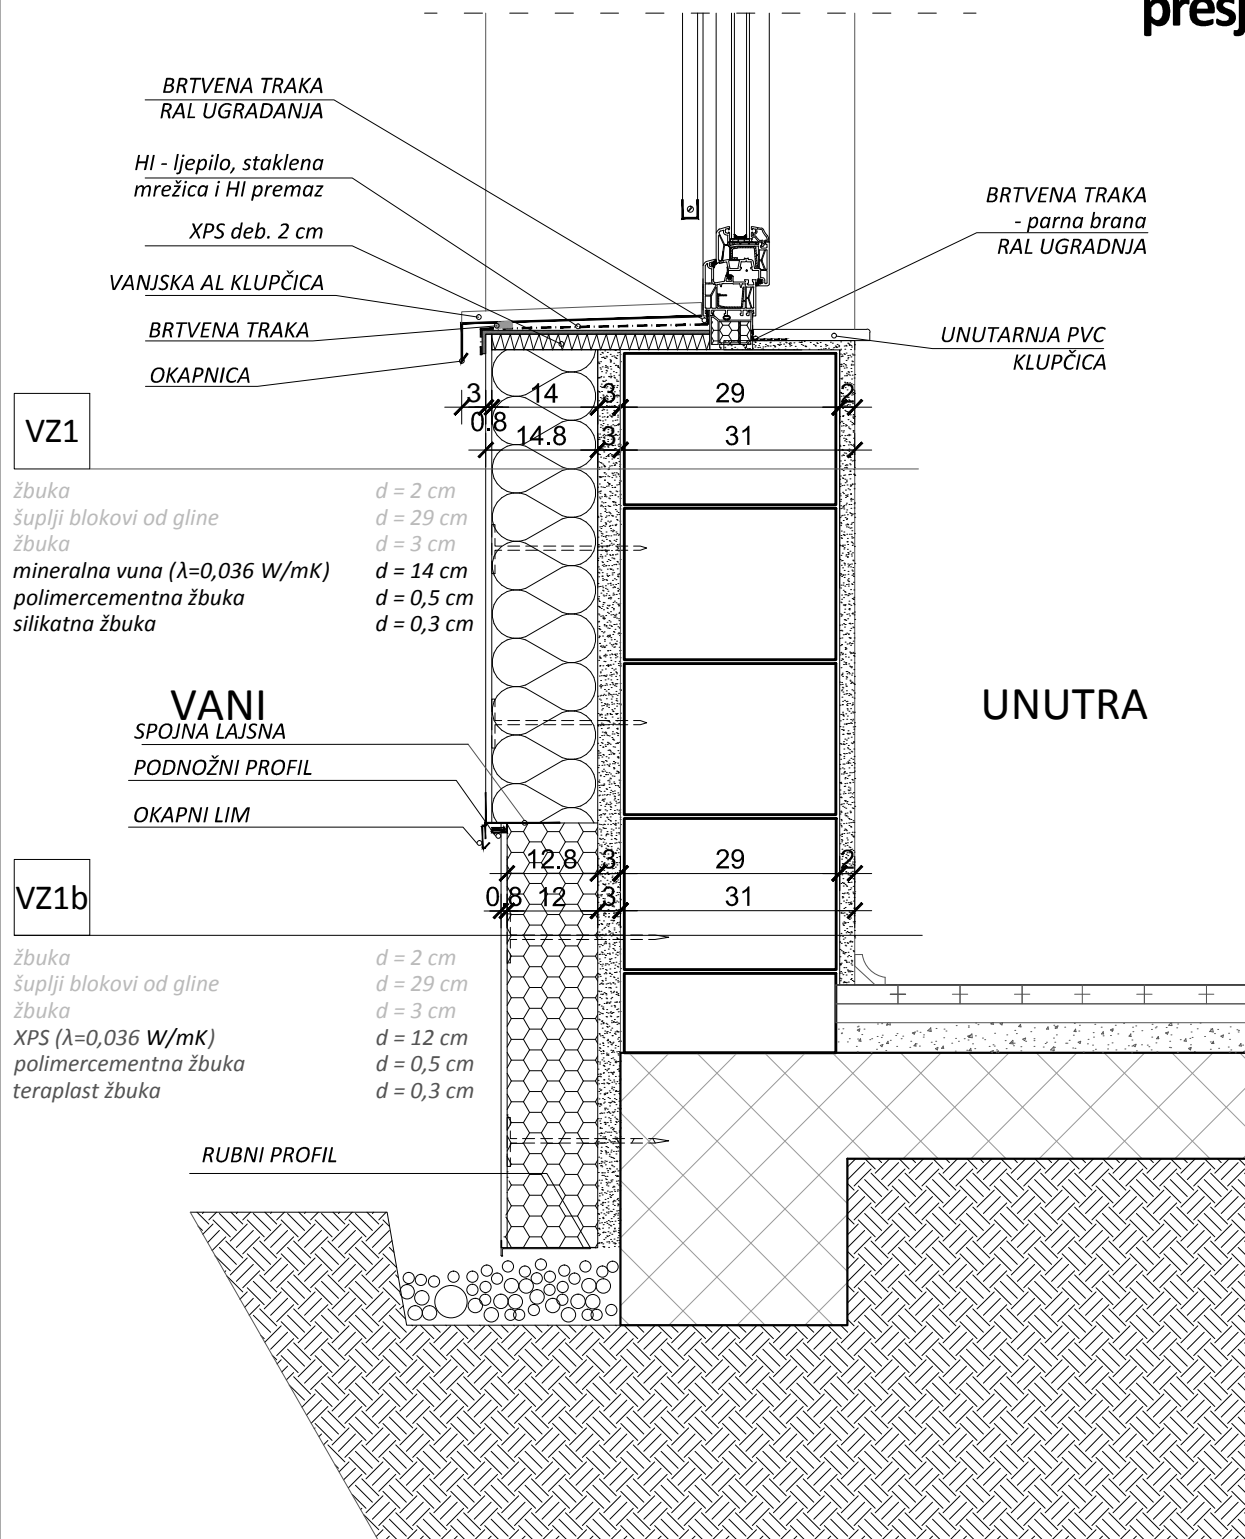 presj
BRTVENA TRAKA
RAL UGRADANJA
HI - ljepilo, staklena
mrežica i HI premaz
XPS deb. 2 cm
VANJSKA AL KLUPČICA
BRTVENA TRAKA
OKAPNICA
BRTVENA TRAKA
- parna brana
RAL UGRADNJA
UNUTARNJA PVC
KLUPČICA
3 14 3 29 2
0.8 14.8 3 31
VZ1
žbuka d = 2 cm
šuplji blokovi od gline d = 29 cm
žbuka d = 3 cm
mineralna vuna (λ=0,036 W/mK) d = 14 cm
polimercementna žbuka d = 0,5 cm
silikatna žbuka d = 0,3 cm
VANI
UNUTRA
SPOJNA LAJSNA
PODNOŽNI PROFIL
OKAPNI LIM
12.8 3 29 2
0.8 12 3 31
VZ1b
žbuka d = 2 cm
šuplji blokovi od gline d = 29 cm
žbuka d = 3 cm
XPS (λ=0,036 W/mK) d = 12 cm
polimercementna žbuka d = 0,5 cm
teraplast žbuka d = 0,3 cm
RUBNI PROFIL